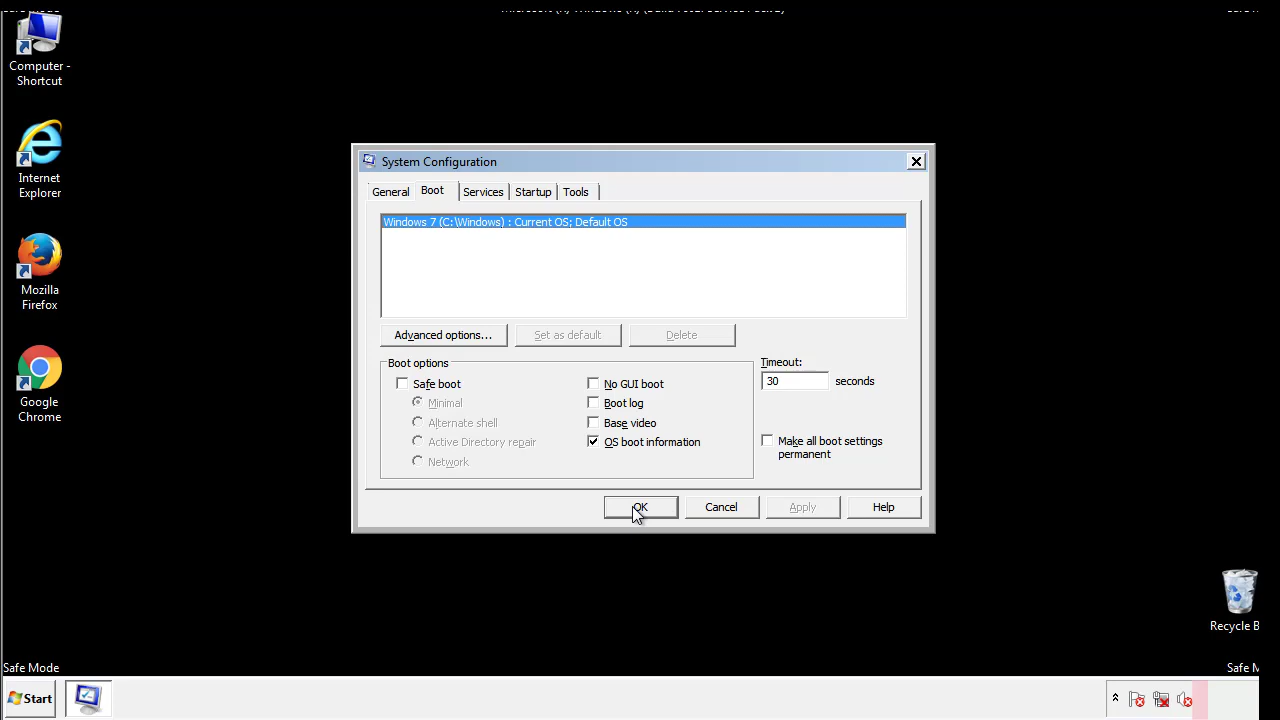 Computer -
Shortcut
Internet
Explorer
Mozilla
Firefox
Google
Chrome
System Configuration
General
Boot
Services
Startup
Tools
Windows 7 (C:\Windows) : Current OS; Default OS
Advanced options...
Set as default
Delete
Boot options
Safe boot
Minimal
Alternate shell
Active Directory repair
Network
No GUI boot
Boot log
Base video
OS boot information
Timeout:
30 seconds
Make all boot settings
permanent
OK
Cancel
Apply
Help
Recycle B
Safe Mode
Safe M
Start